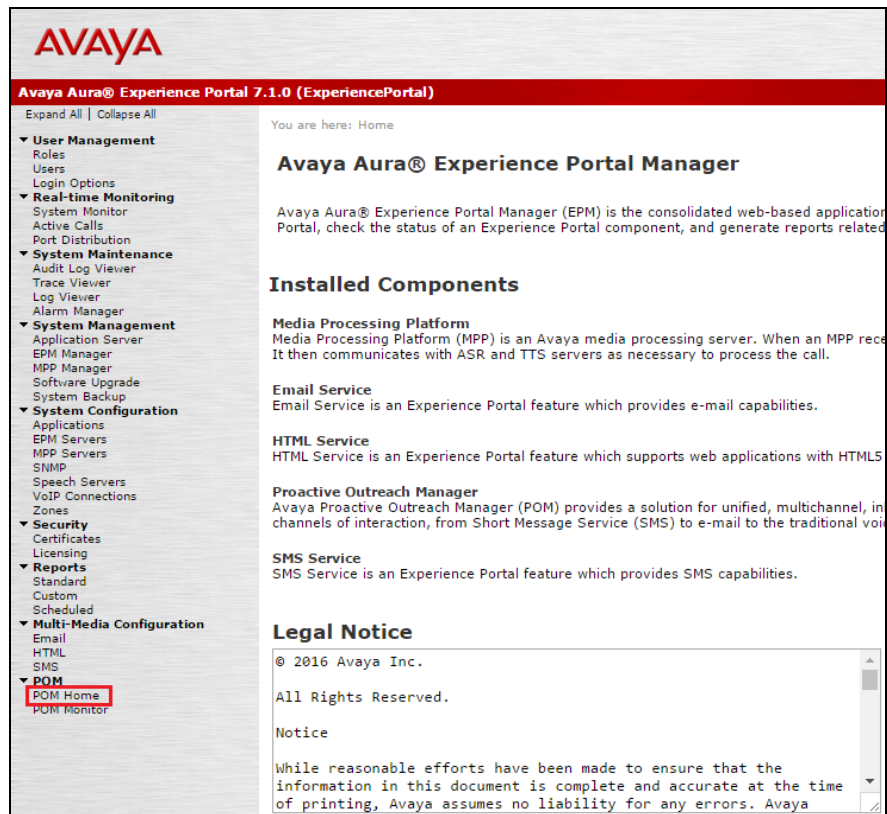 AVAYA
Avaya Aura® Experience Portal 7.1.0 (ExperiencePortal)
Expand All | Collapse All
▼ User Management
Roles
Users
Login Options
▼ Real-time Monitoring
System Monitor
Active Calls
Port Distribution
▼ System Maintenance
Audit Log Viewer
Trace Viewer
Log Viewer
Alarm Manager
▼ System Management
Application Server
EPM Manager
MPP Manager
Software Upgrade
System Backup
▼ System Configuration
Applications
EPM Servers
MPP Servers
SNMP
Speech Servers
VoIP Connections
Zones
▼ Security
Certificates
Licensing
▼ Reports
Standard
Custom
Scheduled
▼ Multi-Media Configuration
Email
HTML
SMS
▼ POM
POM Home
POM Monitor
You are here: Home
Avaya Aura® Experience Portal Manager
Avaya Aura® Experience Portal Manager (EPM) is the consolidated web-based application
Portal, check the status of an Experience Portal component, and generate reports related
Installed Components
Media Processing Platform
Media Processing Platform (MPP) is an Avaya media processing server. When an MPP rece
It then communicates with ASR and TTS servers as necessary to process the call.
Email Service
Email Service is an Experience Portal feature which provides e-mail capabilities.
HTML Service
HTML Service is an Experience Portal feature which supports web applications with HTML5
Proactive Outreach Manager
Avaya Proactive Outreach Manager (POM) provides a solution for unified, multichannel, in
channels of interaction, from Short Message Service (SMS) to e-mail to the traditional voi
SMS Service
SMS Service is an Experience Portal feature which provides SMS capabilities.
Legal Notice
© 2016 Avaya Inc.
All Rights Reserved.
Notice
While reasonable efforts have been made to ensure that the
information in this document is complete and accurate at the time
of printing, Avaya assumes no liability for any errors. Avaya